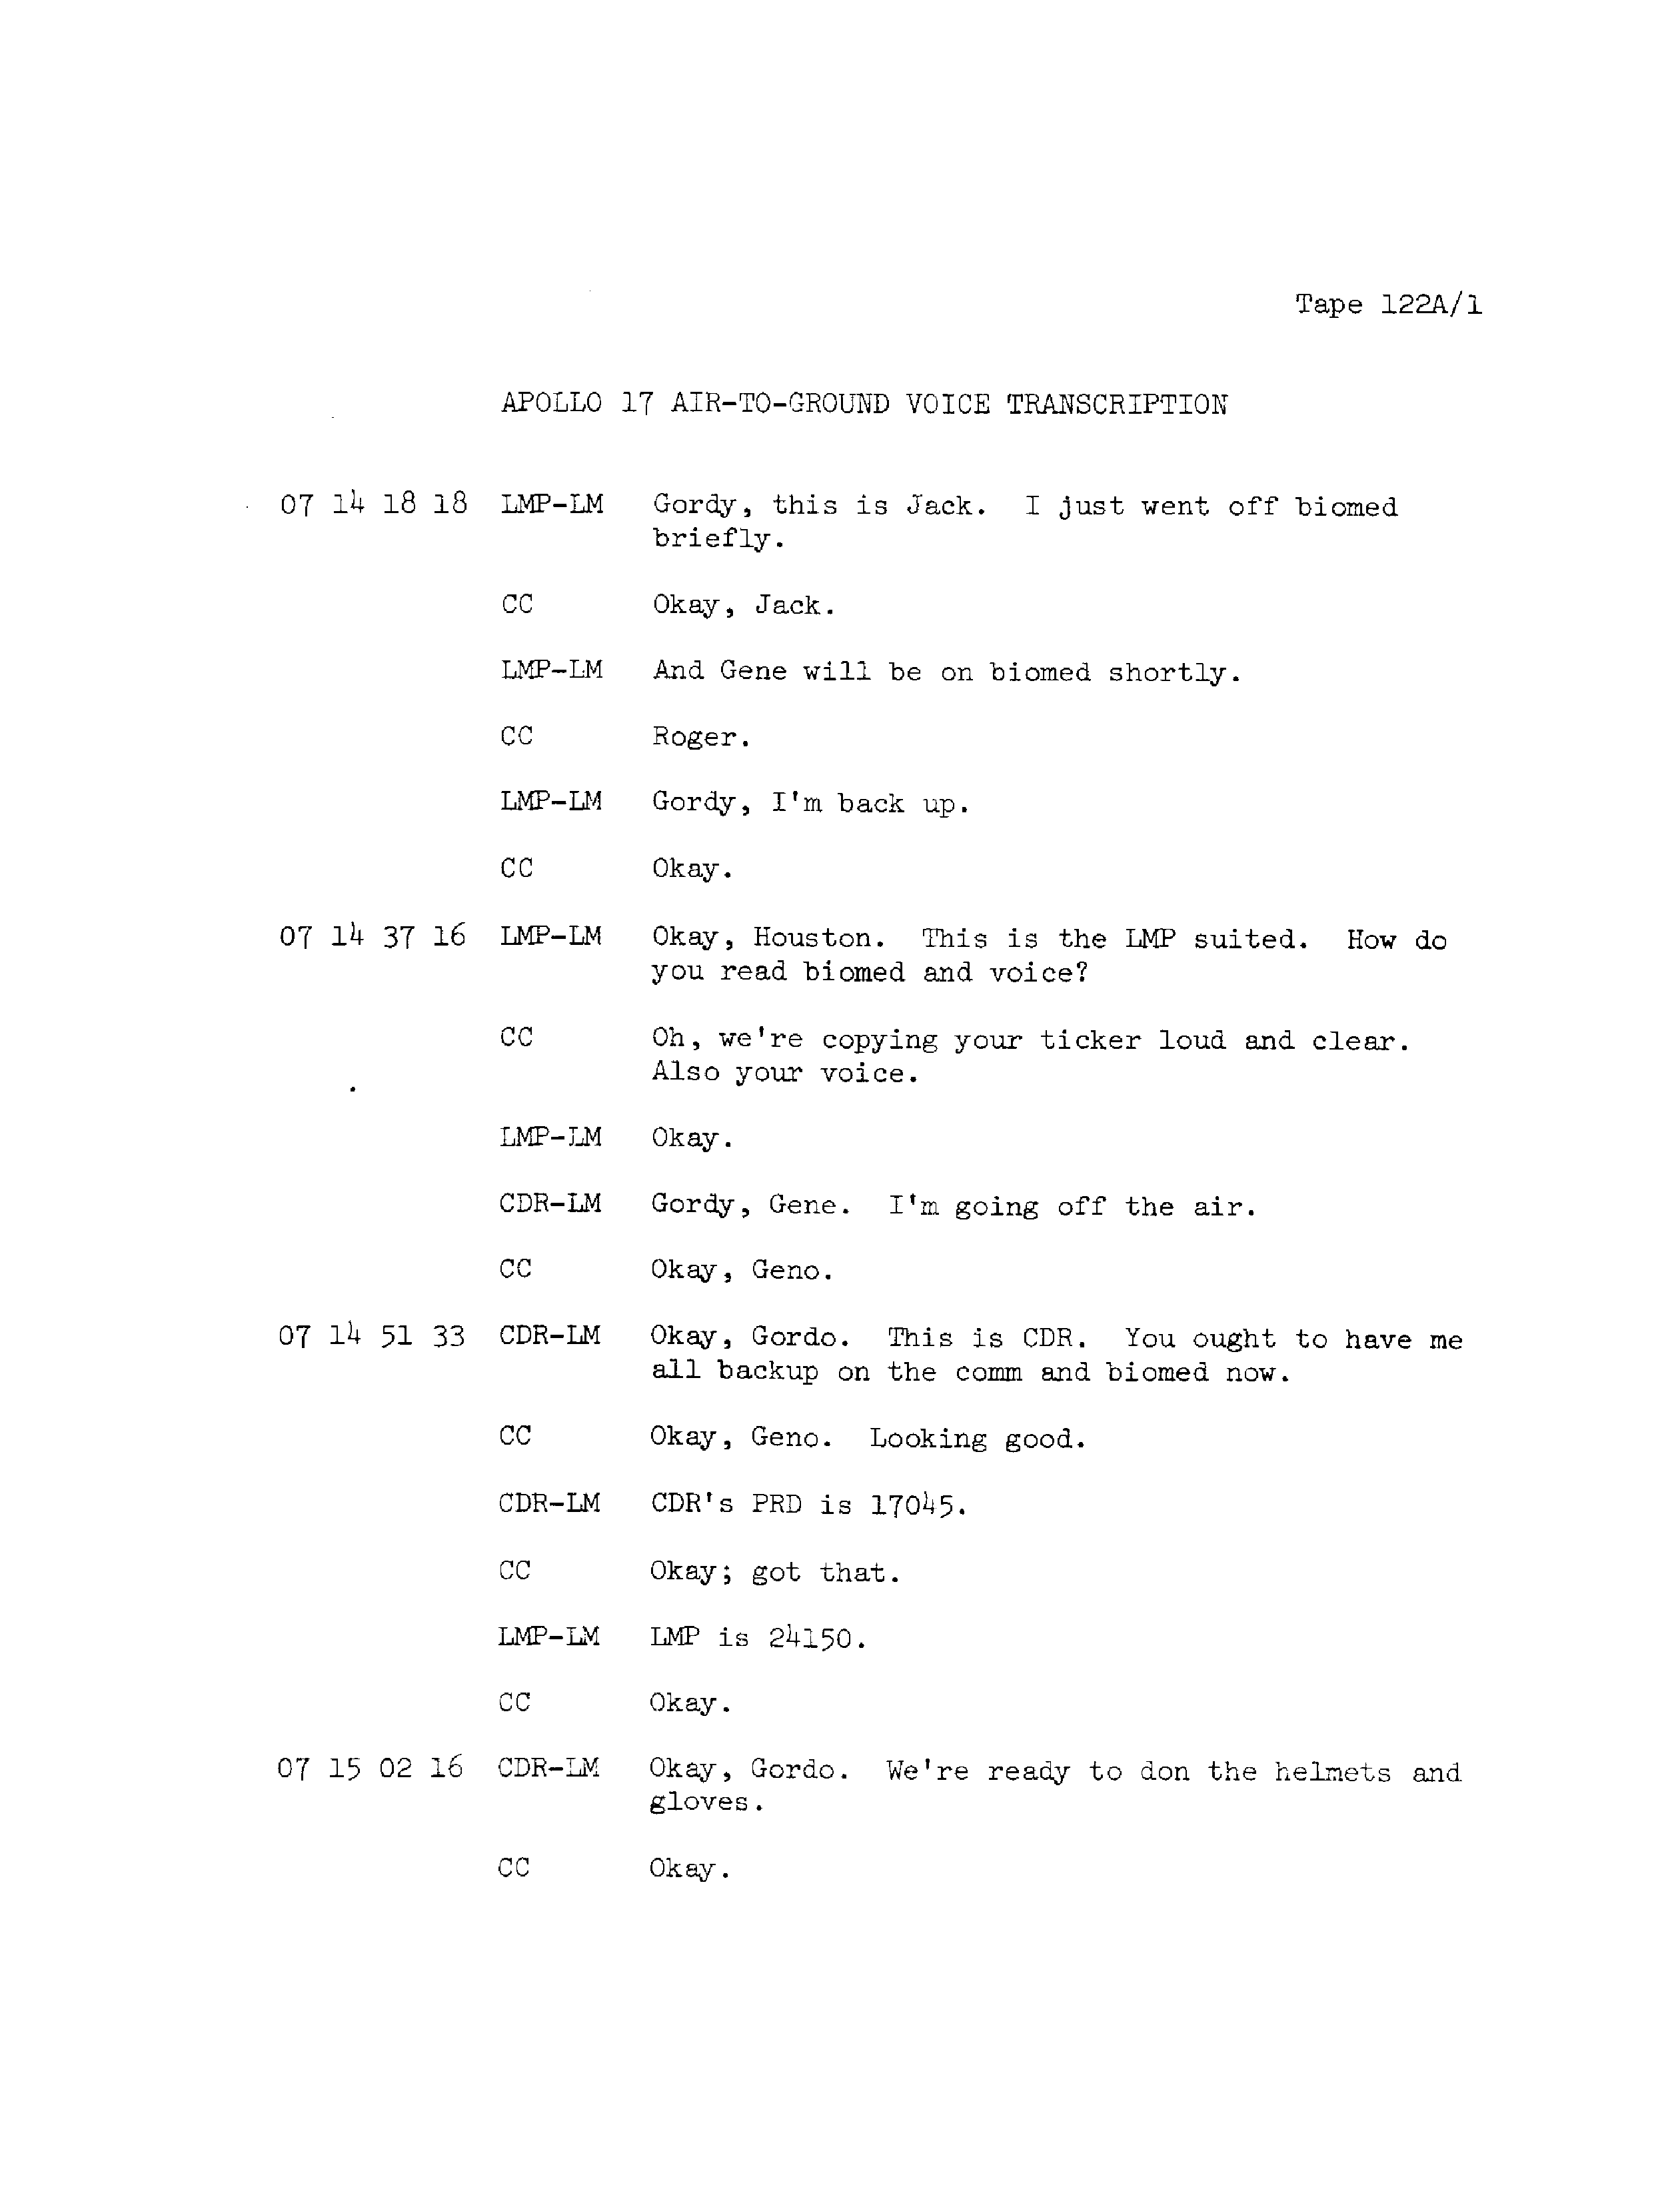 Tape 122A/1
APOLLO 17 AIR-TO-GROUND VOICE TRANSCRIPTION
07 14 18 18 LMP-LM Gordy, this is Jack. I just went off biomed
briefly.
CC Okay, Jack.
LMP-LM And Gene will be on biomed shortly.
CC Roger.
LMP-LM Gordy, I'm back up.
CC Okay.
07 14 37 16 LMP-LM Okay, Houston. This is the LMP suited. How do
you read biomed and voice?
CC Oh, we're copying your ticker loud and clear.
Also your voice.
LMP-LM Okay.
CDR-LM Gordy, Gene. I'm going off the air.
CC Okay, Geno.
07 14 51 33 CDR-LM Okay, Gordo. This is CDR. You ought to have me
all backup on the comm and biomed now.
CC Okay, Geno. Looking good.
CDR-LM CDR's PRD is 17045.
CC Okay; got that.
LMP-LM LMP is 24150.
CC Okay.
07 15 02 16 CDR-LM Okay, Gordo. We're ready to don the helmets and
gloves.
CC Okay.